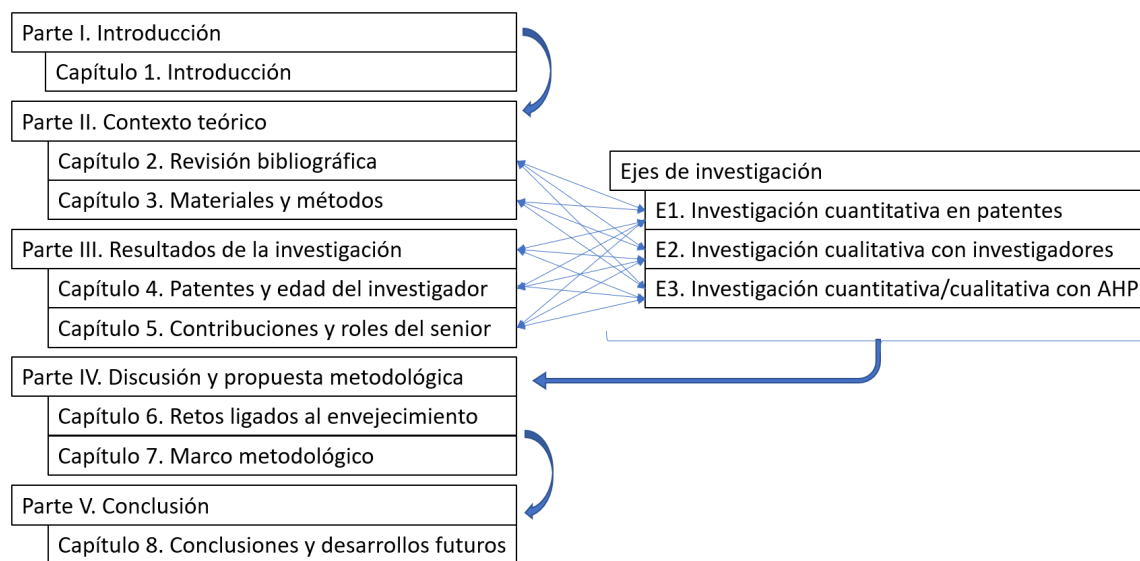 Parte I. Introducción
Capítulo 1. Introducción
Parte II. Contexto teórico
Capítulo 2. Revisión bibliográfica
Capítulo 3. Materiales y métodos
Parte III. Resultados de la investigación
Capítulo 4. Patentes y edad del investigador
Capítulo 5. Contribuciones y roles del senior
Parte IV. Discusión y propuesta metodológica
Capítulo 6. Retos ligados al envejecimiento
Capítulo 7. Marco metodológico
Parte V. Conclusión
Capítulo 8. Conclusiones y desarrollos futuros
Ejes de investigación
E1. Investigación cuantitativa en patentes
E2. Investigación cualitativa con investigadores
E3. Investigación cuantitativa/cualitativa con AHP